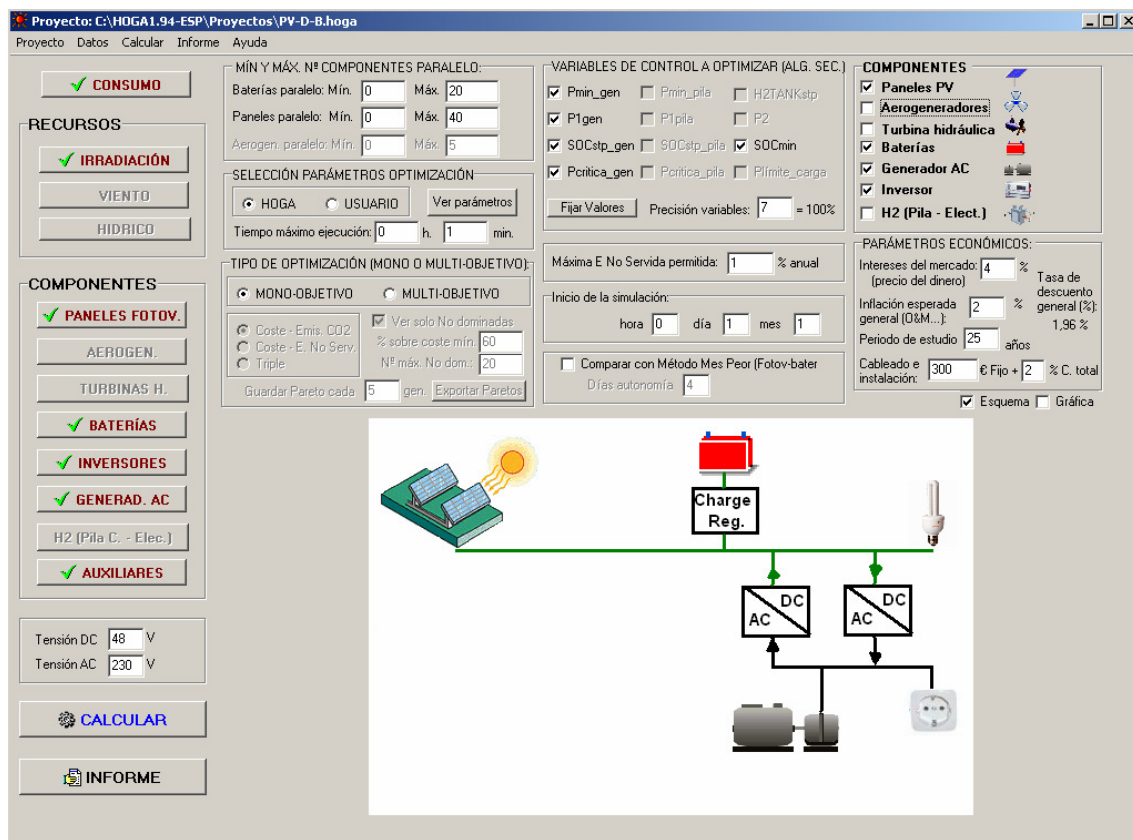 Proyecto: C:\HOGA1.94-ESP\Proyectos\PV-D-B.hoga
Proyecto Datos Calcular Informe Ayuda
CONSUMO
RECURSOS
IRRADIACIÓN
VIENTO
HIDRICO
COMPONENTES
PANELES FOTOV.
AEROGEN.
TURBINAS H.
BATERÍAS
INVERSORES
GENERAD. AC
H2 (Pila C. - Elec.)
AUXILIARES
Tensión DC 48 V
Tensión AC 230 V
CALCULAR
INFORME
MÍN Y MÁX. Nº COMPONENTES PARALELO:
Baterías paralelo: Mín. 0 Máx. 20
Paneles paralelo: Mín. 0 Máx. 40
Aerogen. paralelo: Mín. 0 Máx. 5
SELECCIÓN PARÁMETROS OPTIMIZACIÓN
HOGA USUARIO Ver parámetros
Tiempo máximo ejecución: 0 h. 1 min.
TIPO DE OPTIMIZACIÓN (MONO O MULTI-OBJETIVO):
MONO-OBJETIVO MULTI-OBJETIVO
Coste - Emis. CO2
Coste - E. No Serv.
Triple
Ver solo No dominadas
% sobre coste mín. 60
Nº máx. No dom.: 20
Guardar Pareto cada 5 gen. Exportar Paretos
VARIABLES DE CONTROL A OPTIMIZAR (ALG. SEC.)
Pmin_gen Pmin_pila H2TANKstp
P1gen P1pila P2
SOCstp_gen SOCstp_pila SOCmin
Pcritica_gen Pcritica_pila Plímite_carga
Fijar Valores Precisión variables: 7 = 100%
Máxima E No Servida permitida: 1 % anual
Inicio de la simulación:
hora 0 día 1 mes 1
Comparar con Método Mes Peor (Fotov-bater
Días autonomía 4
COMPONENTES
Paneles PV
Aerogeneradores
Turbina hidráulica
Baterías
Generador AC
Inversor
H2 (Pila - Elect.)
PARÁMETROS ECONÓMICOS:
Intereses del mercado: 4 %
(precio del dinero)
Inflación esperada
general (O&M...): 2 %
Tasa de
descuento
general (%):
1,96 %
Periodo de estudio 25 años
Cableado e
instalación: 300 € Fijo + 2 % C. total
Esquema Gráfica
Charge
Reg.
DC
AC
DC
AC